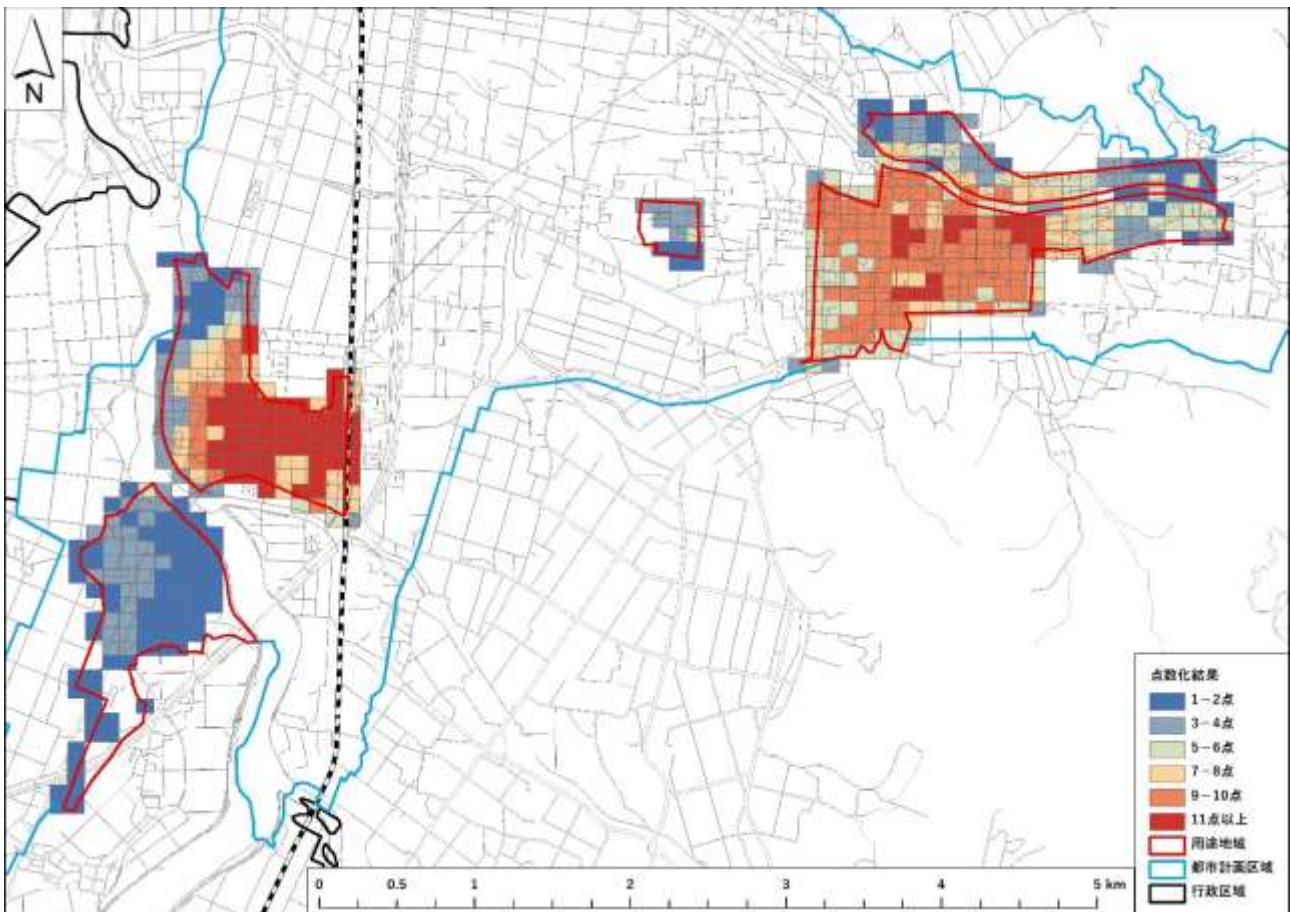 N
点数化結果
1－2点
3－4点
5－6点
7－8点
9－10点
11点以上
用途地域
都市計画区域
行政区域
0 0.5 1 2 3 4 5 km